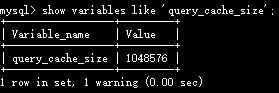 mysql> show variables like 'query_cache_size';
+------------------+---------+
| Variable_name    | Value   |
+------------------+---------+
| query_cache_size | 1048576 |
+------------------+---------+
1 row in set, 1 warning (0.00 sec)